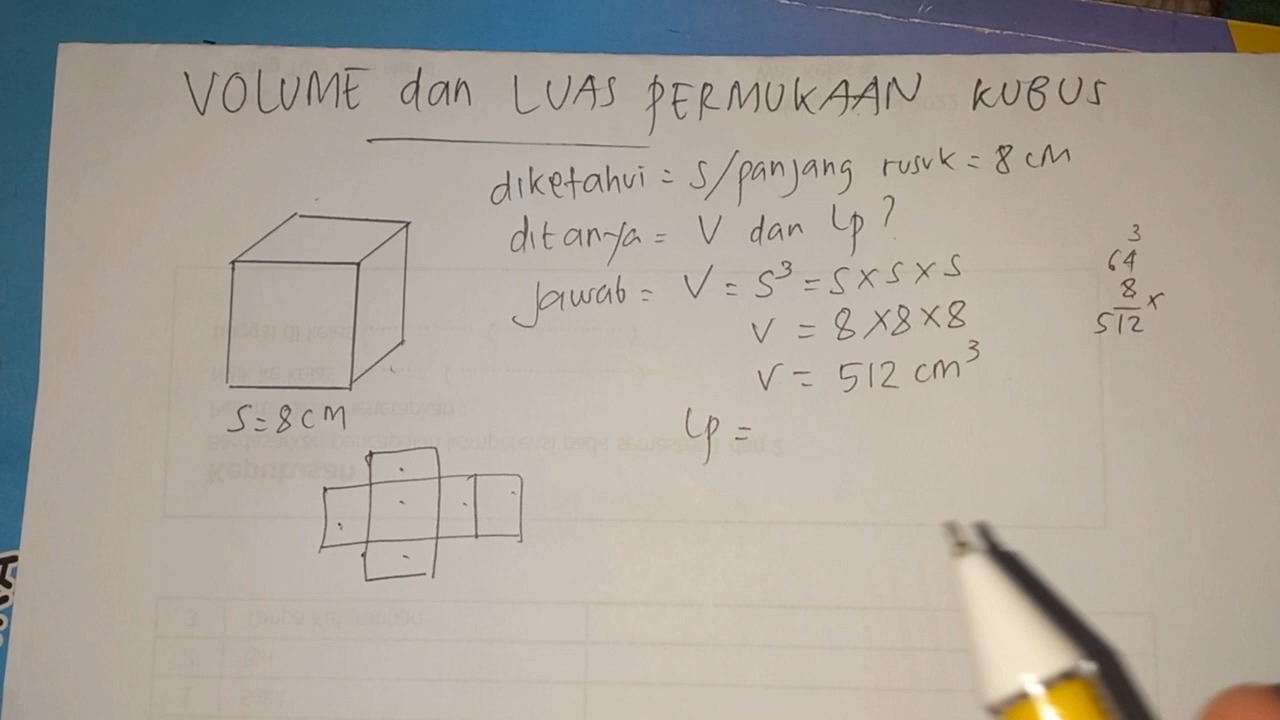 VOLUME dan LUAS PERMUKAAN KUBUS
diketahui = s/panjang rusuk = 8 cm
ditanya = V dan Lp?
Jawab = V = S³ = S x S x S
V = 8 x 8 x 8
V = 512 cm³
3
64
8 x
512
S = 8 cm
Lp =
Keputusan